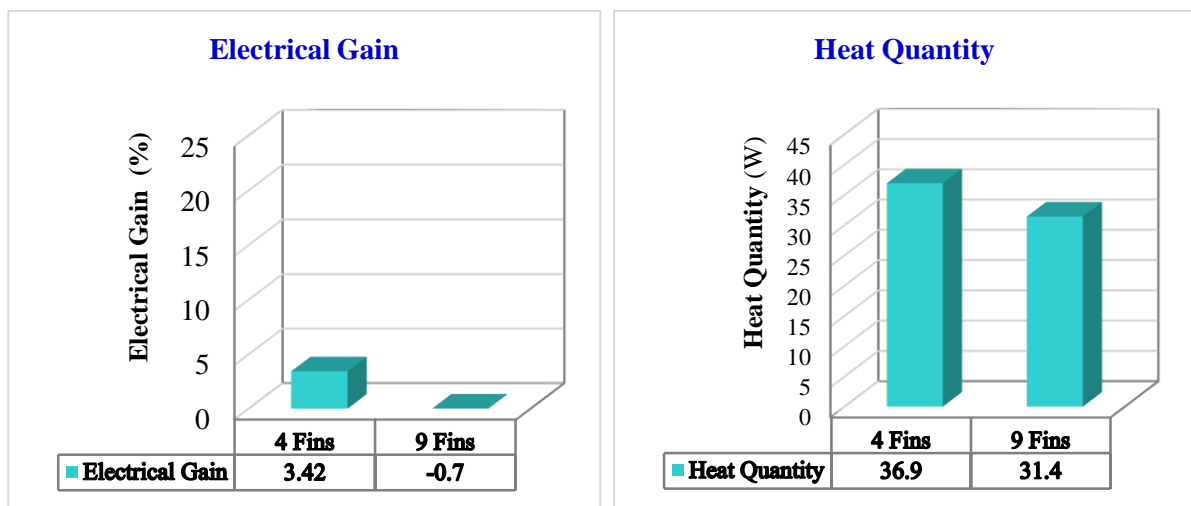 Electrical Gain
Electrical Gain (%)
25
20
15
10
5
0
4 Fins 9 Fins
Electrical Gain 3.42 -0.7
Heat Quantity
Heat Quantity (W)
45
40
35
30
25
20
15
10
5
0
4 Fins 9 Fins
Heat Quantity 36.9 31.4